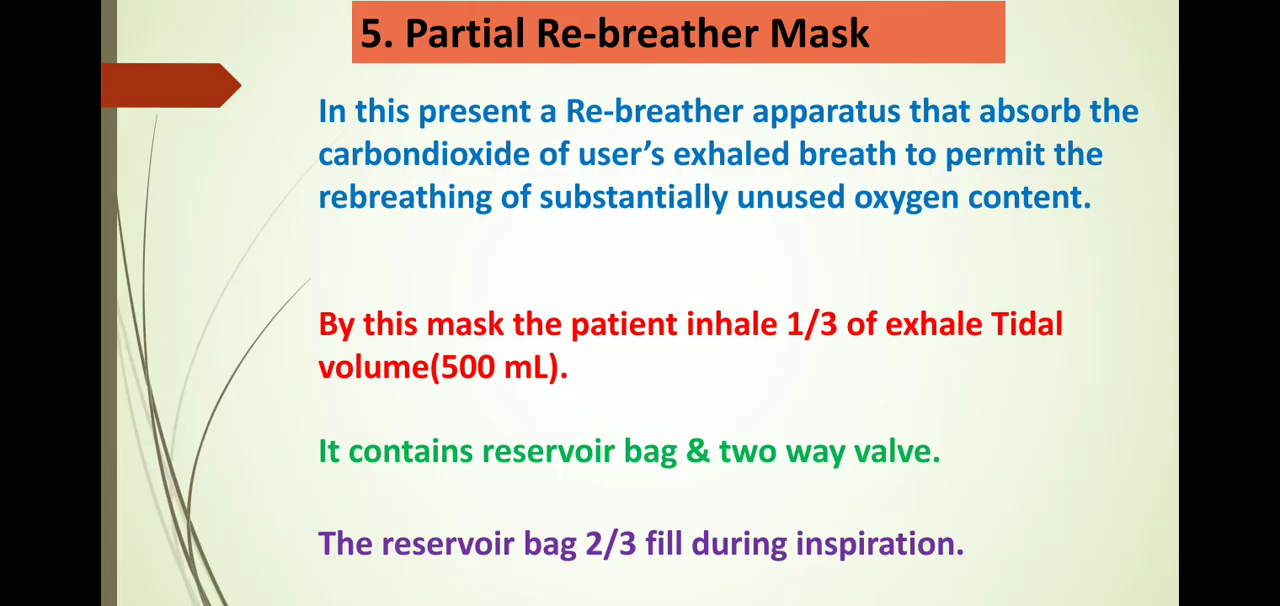 5. Partial Re-breather Mask
In this present a Re-breather apparatus that absorb the
carbondioxide of user’s exhaled breath to permit the
rebreathing of substantially unused oxygen content.
By this mask the patient inhale 1/3 of exhale Tidal
volume(500 mL).
It contains reservoir bag & two way valve.
The reservoir bag 2/3 fill during inspiration.